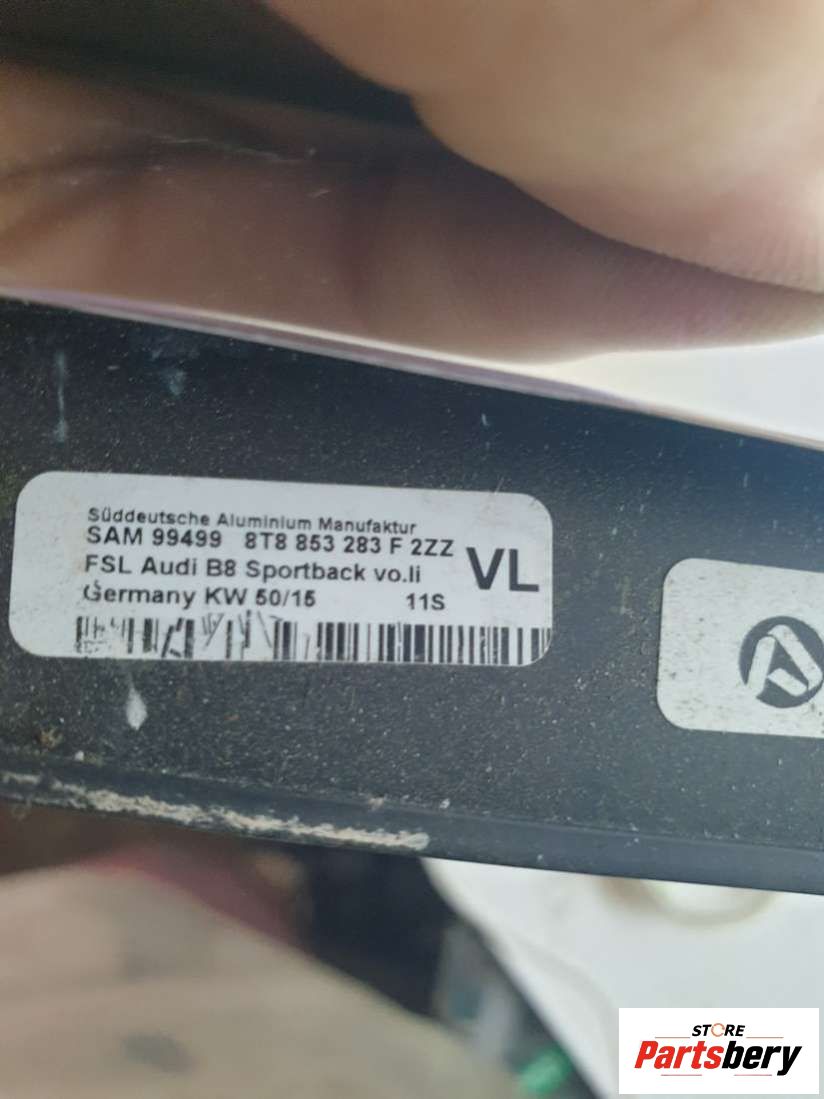 Süddeutsche Aluminium Manufaktur
SAM 99499 8T8 853 283 F 2ZZ
FSL Audi B8 Sportback vo.li
VL
Germany KW 50/15 11S
STORE
Partsbery